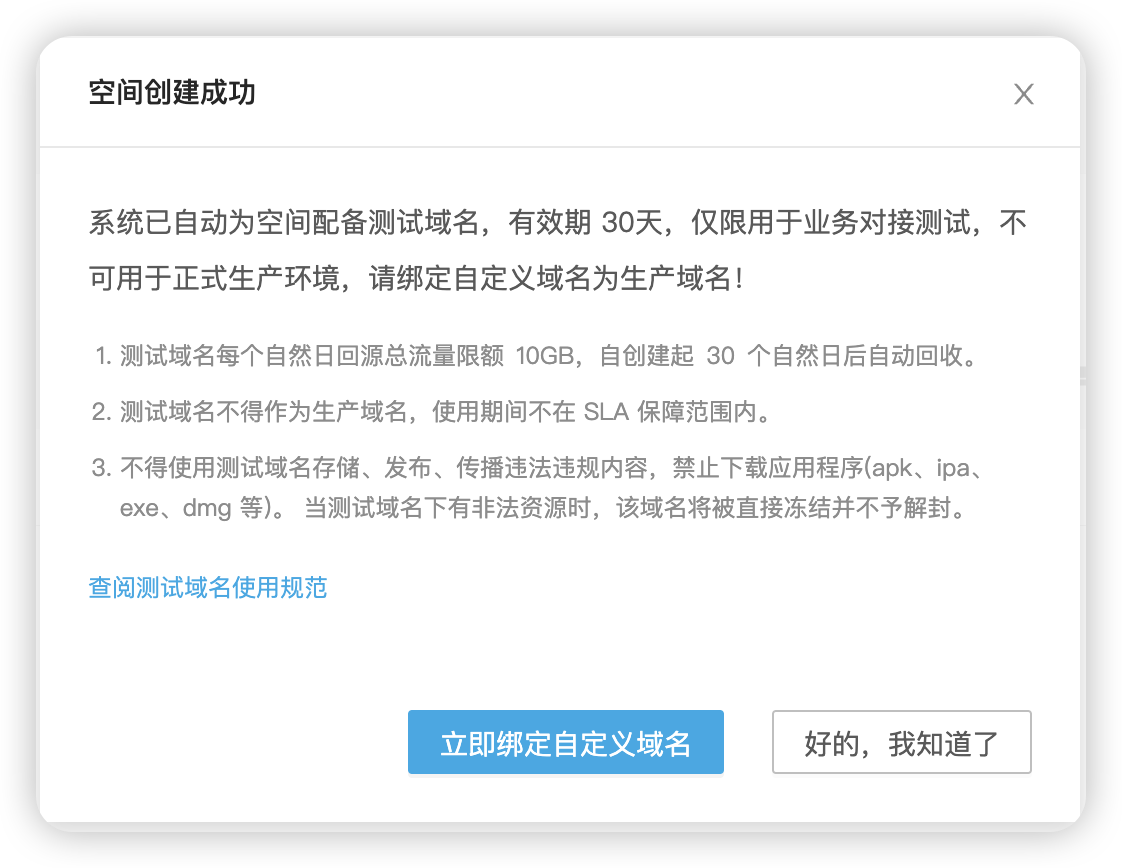 空间创建成功
系统已自动为空间配备测试域名，有效期 30天，仅限用于业务对接测试，不
可用于正式生产环境，请绑定自定义域名为生产域名！
1. 测试域名每个自然日回源总流量限额 10GB，自创建起 30 个自然日后自动回收。
2. 测试域名不得作为生产域名，使用期间不在 SLA 保障范围内。
3. 不得使用测试域名存储、发布、传播违法违规内容，禁止下载应用程序(apk、ipa、
exe、dmg 等)。 当测试域名下有非法资源时，该域名将被直接冻结并不予解封。
查阅测试域名使用规范
立即绑定自定义域名
好的，我知道了